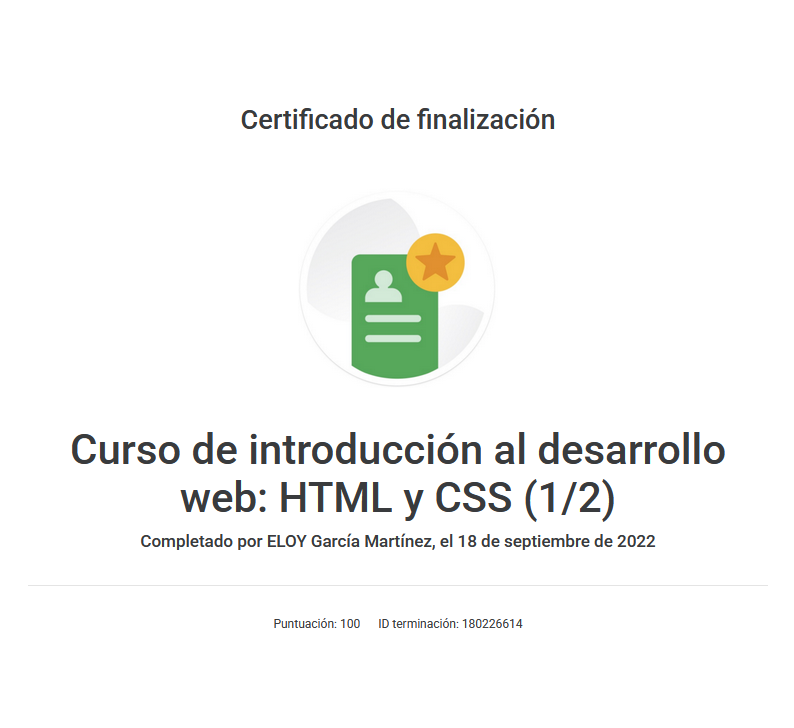 Certificado de finalización
Curso de introducción al desarrollo
web: HTML y CSS (1/2)
Completado por ELOY García Martínez, el 18 de septiembre de 2022
Puntuación: 100 ID terminación: 180226614